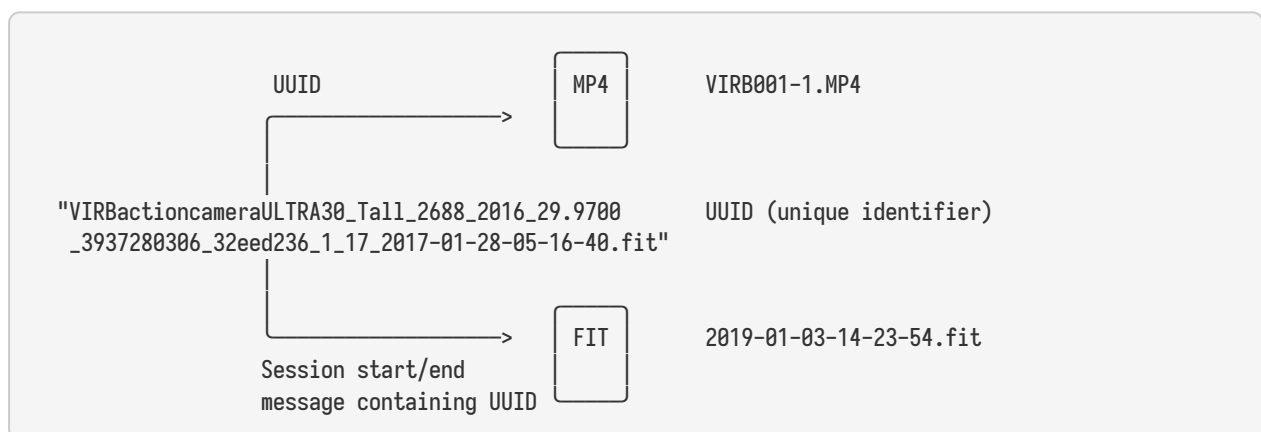 UUID MP4 VIRB001-1.MP4
"VIRBactioncameraULTRA30_Tall_2688_2016_29.9700 UUID (unique identifier)
_3937280306_32eed236_1_17_2017-01-28-05-16-40.fit"
FIT 2019-01-03-14-23-54.fit
Session start/end
message containing UUID